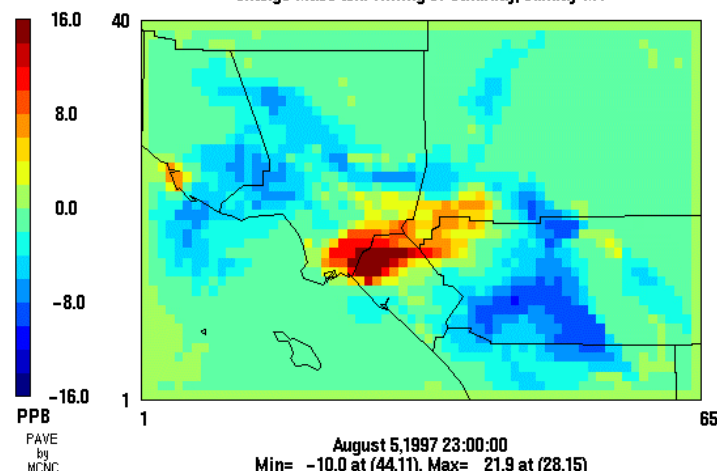 16.0
8.0
0.0
-8.0
-16.0
PPB
PAVE
by
MCNC
40
1
1
65
August 5,1997 23:00:00
Min= -10.0 at (44,11), Max= 21.9 at (28,15)